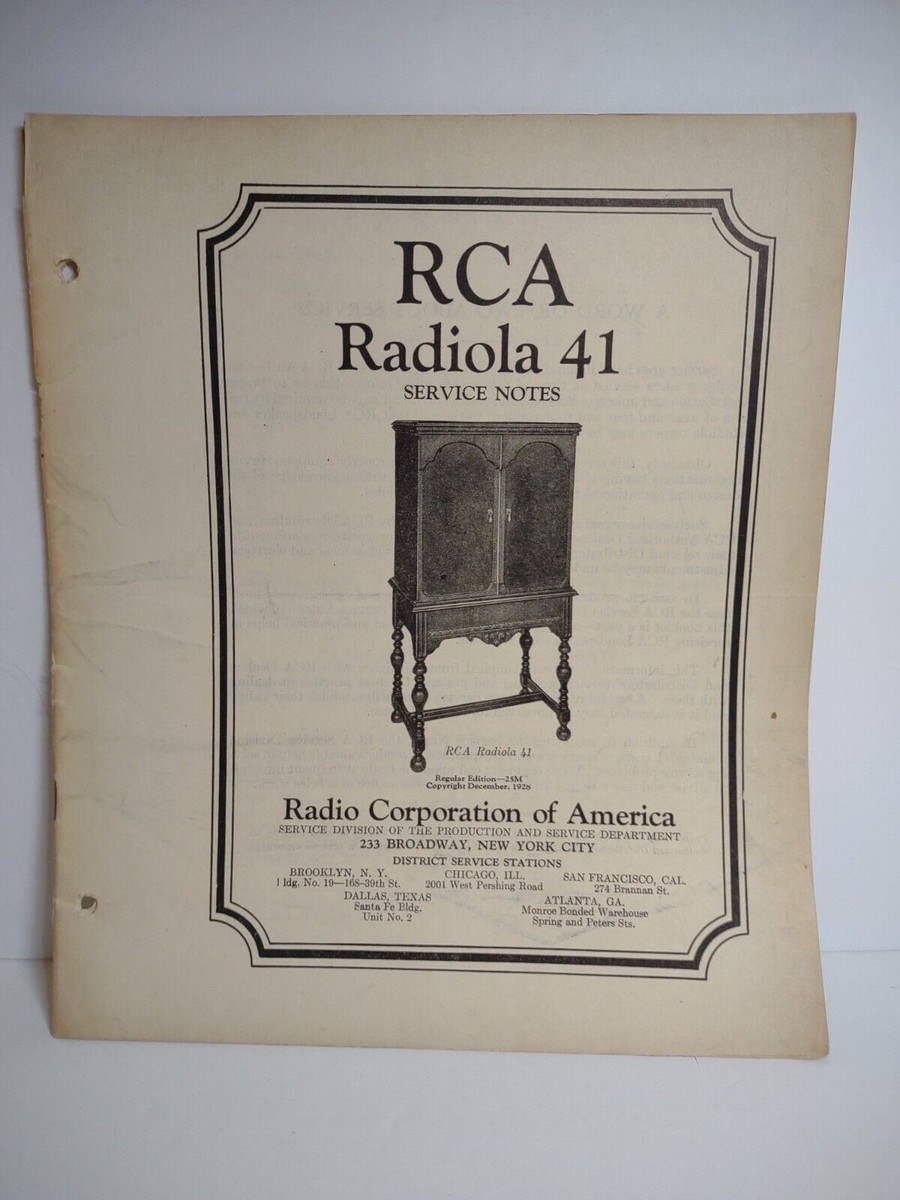 RCA
Radiola 41
SERVICE NOTES
RCA Radiola 41
Regular Edition—25M
Copyright December, 1928
Radio Corporation of America
SERVICE DIVISION OF THE PRODUCTION AND SERVICE DEPARTMENT
233 BROADWAY, NEW YORK CITY
DISTRICT SERVICE STATIONS
BROOKLYN, N. Y.
ldg. No. 19—168-39th St.
CHICAGO, ILL.
2001 West Pershing Road
SAN FRANCISCO, CAL.
274 Brannan St.
DALLAS, TEXAS
Santa Fe Bldg.
Unit No. 2
ATLANTA, GA.
Monroe Bonded Warehouse
Spring and Peters Sts.